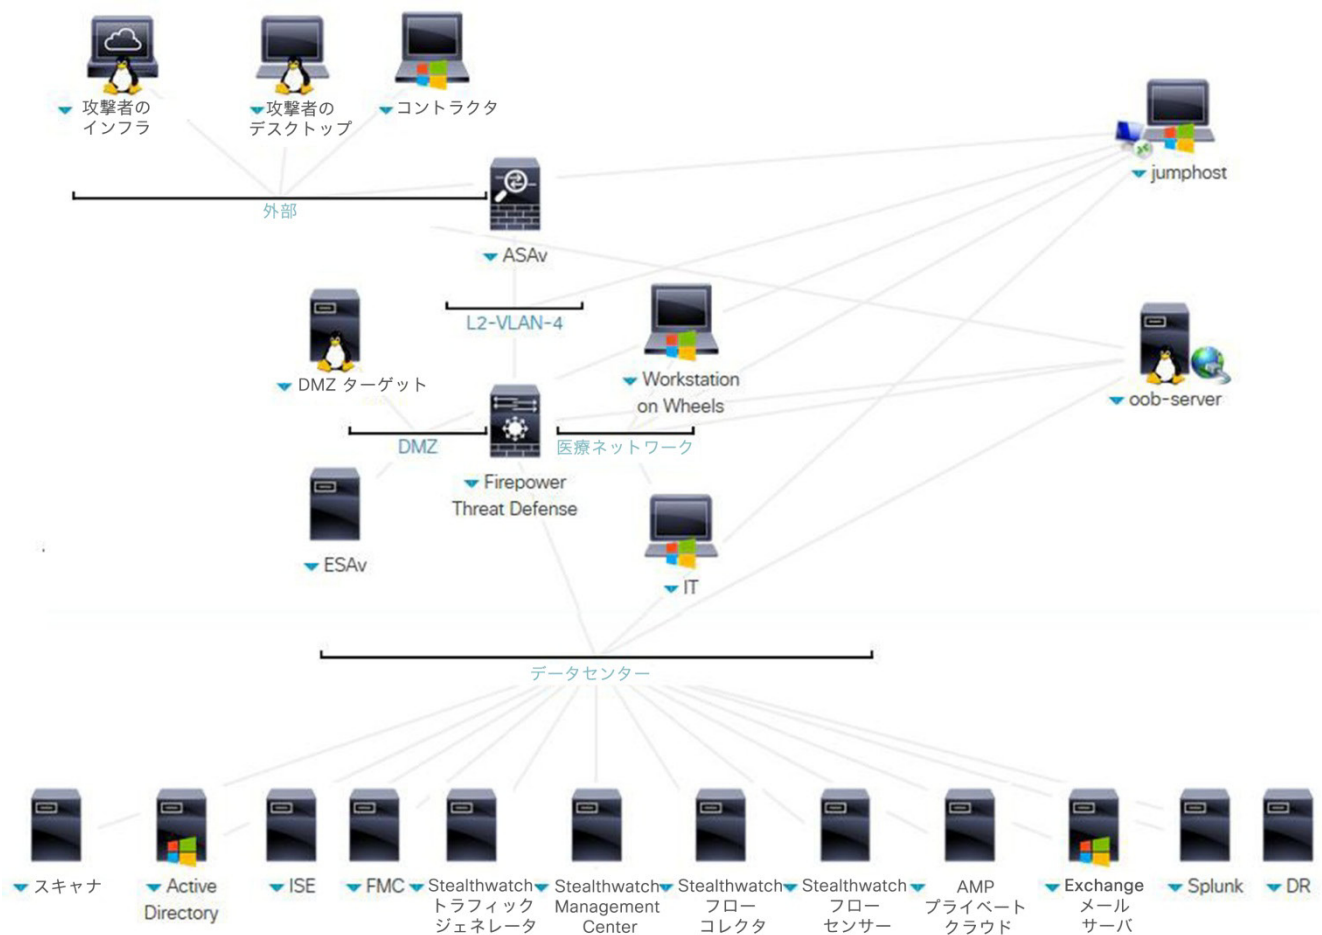 攻撃者の
インフラ
攻撃者の
デスクトップ
コントラクタ
jumphost
外部
ASAv
L2-VLAN-4
DMZ ターゲット
Workstation
on Wheels
oob-server
DMZ
医療ネットワーク
Firepower
Threat Defense
ESAv
IT
データセンター
スキャナ
Active
Directory
ISE
FMC
Stealthwatch
トラフィック
ジェネレータ
Stealthwatch
Management
Center
Stealthwatch
フロー
コレクタ
Stealthwatch
フロー
センサー
AMP
プライベート
クラウド
Exchange
メール
サーバ
Splunk
DR